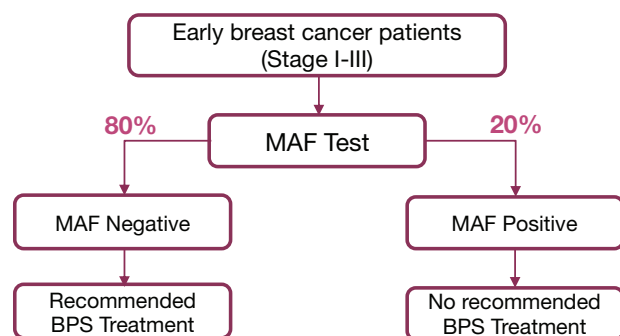 Early breast cancer patients
(Stage I-III)
80%
20%
MAF Test
MAF Negative
MAF Positive
Recommended
BPS Treatment
No recommended
BPS Treatment